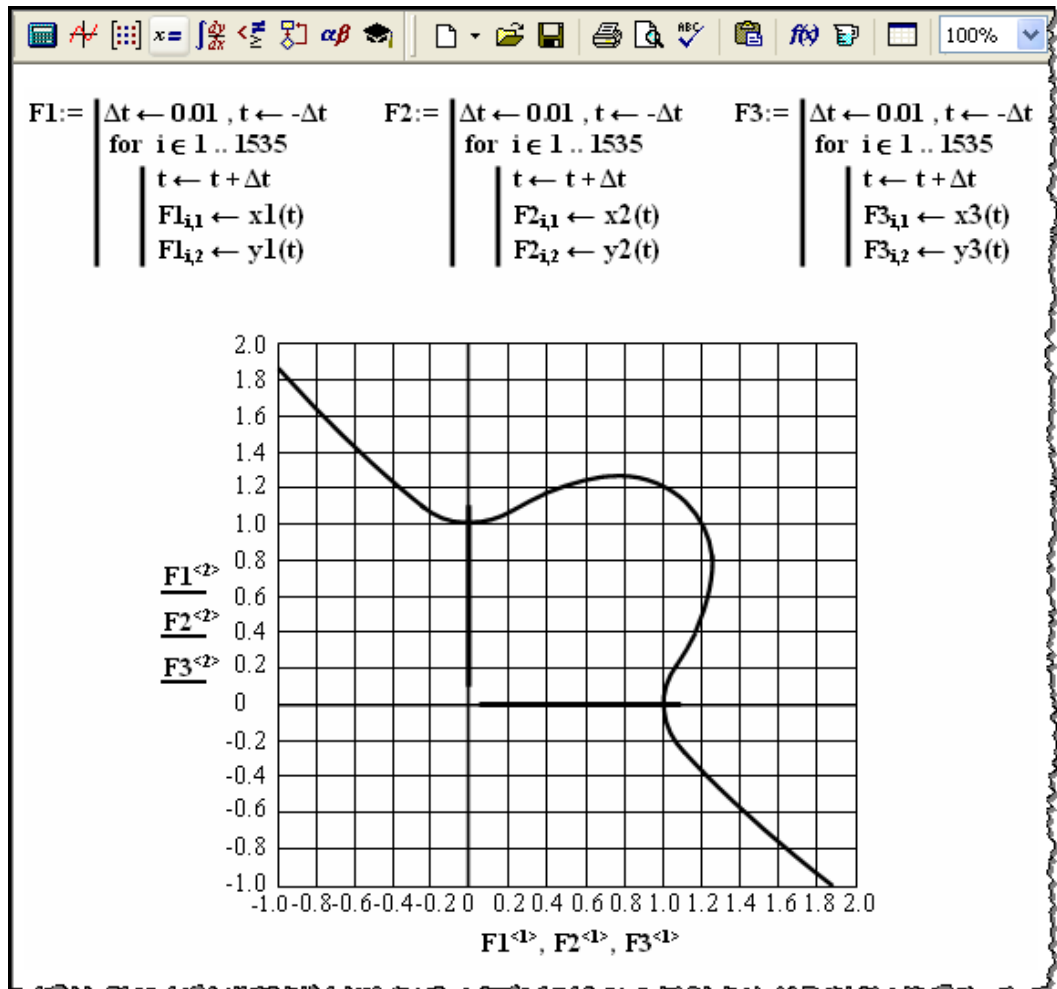 x= ∫ dy/dx <≠≥ αβ ABC f(x) 100%
F1:= Δt ← 0.01 , t ← -Δt F2:= Δt ← 0.01 , t ← -Δt F3:= Δt ← 0.01 , t ← -Δt
for i ∈ 1 .. 1535 for i ∈ 1 .. 1535 for i ∈ 1 .. 1535
t ← t + Δt t ← t + Δt t ← t + Δt
F1i,1 ← x1(t) F2i,1 ← x2(t) F3i,1 ← x3(t)
F1i,2 ← y1(t) F2i,2 ← y2(t) F3i,2 ← y3(t)
2.0
1.8
1.6
1.4
1.2
1.0
0.8
F1<2>
0.6
F2<2>
0.4
F3<2>
0.2
0
-0.2
-0.4
-0.6
-0.8
-1.0
-1.0 -0.8 -0.6 -0.4 -0.2 0 0.2 0.4 0.6 0.8 1.0 1.2 1.4 1.6 1.8 2.0
F1<1>, F2<1>, F3<1>